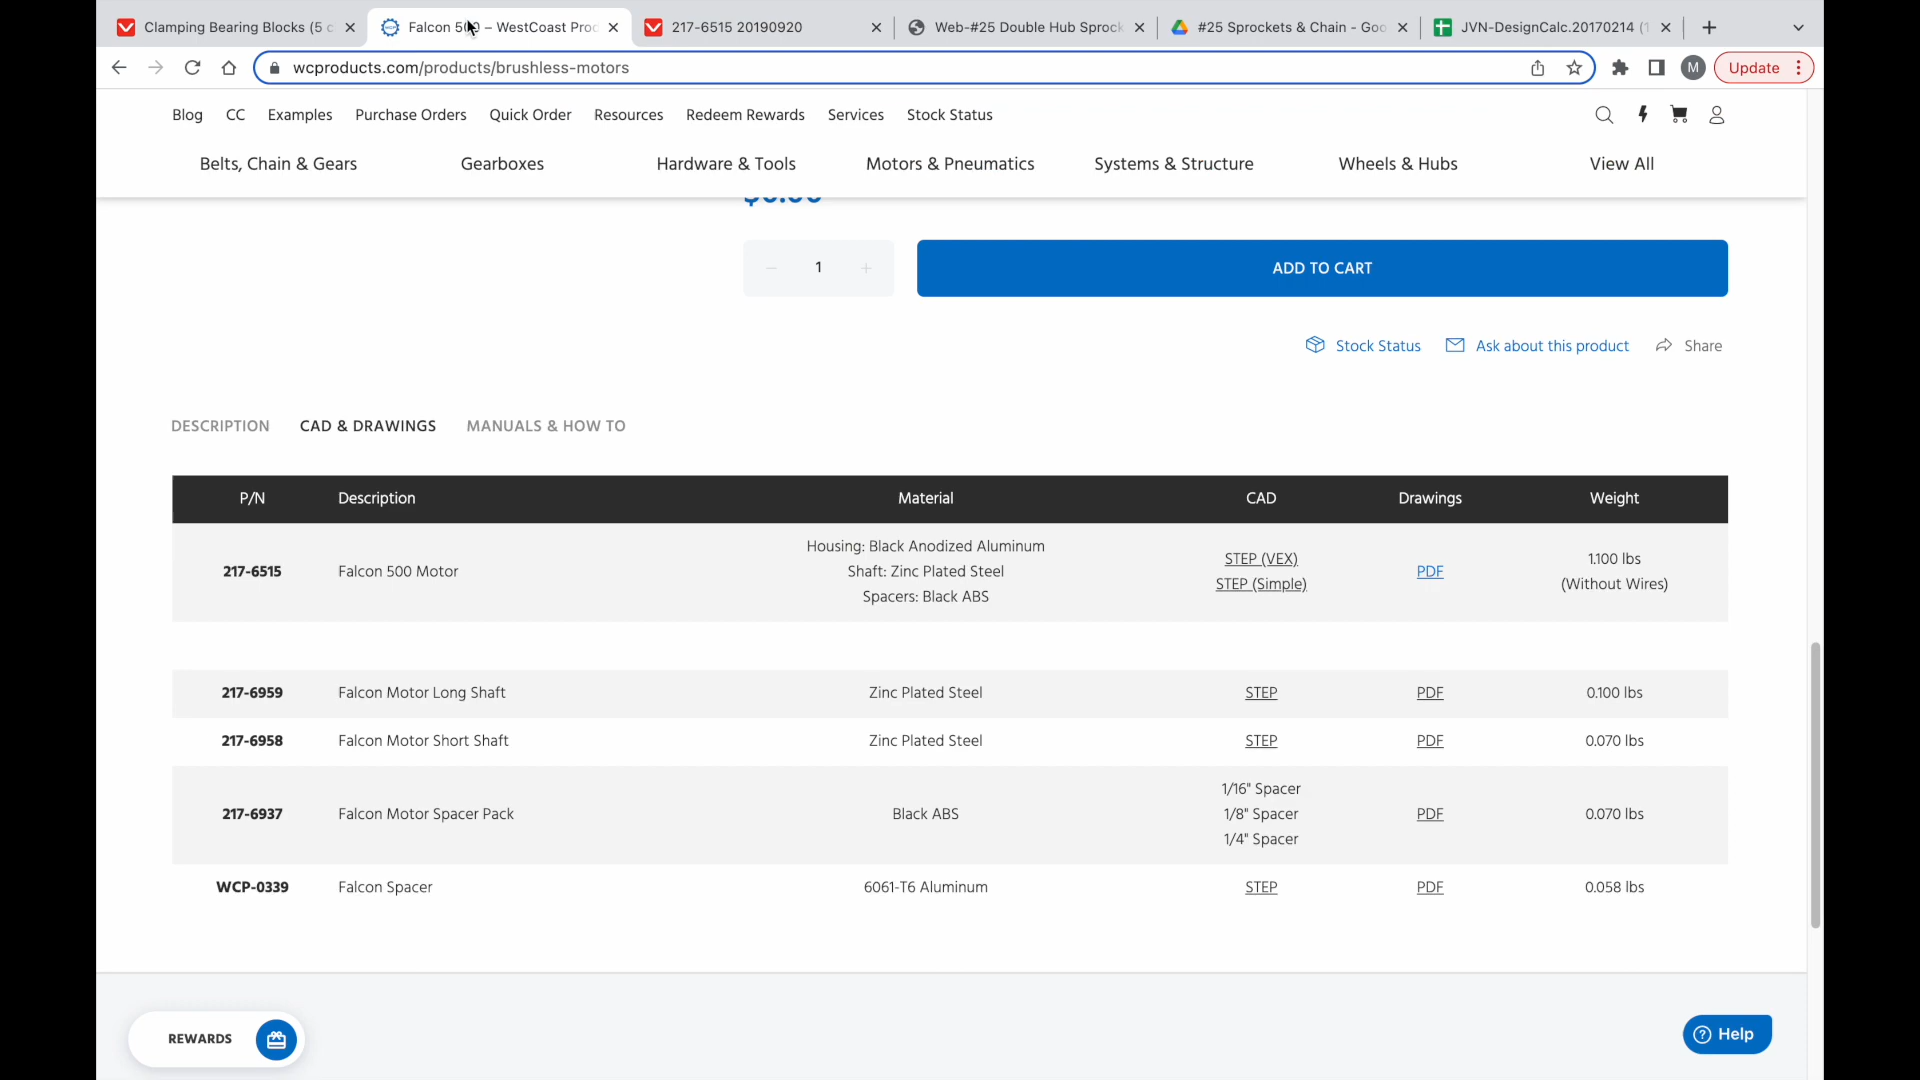 Clamping Bearing Blocks (5 c
Falcon 500 – WestCoast Proc
217-6515 20190920
Web-#25 Double Hub Sprock
#25 Sprockets & Chain - Goo
JVN-DesignCalc.20170214 (1
wcproducts.com/products/brushless-motors
M
Update
Blog CC Examples Purchase Orders Quick Order Resources Redeem Rewards Services Stock Status
Belts, Chain & Gears Gearboxes Hardware & Tools Motors & Pneumatics Systems & Structure Wheels & Hubs View All
1
ADD TO CART
Stock Status Ask about this product Share
DESCRIPTION CAD & DRAWINGS MANUALS & HOW TO
P/N Description Material CAD Drawings Weight
Housing: Black Anodized Aluminum
STEP (VEX) 1.100 lbs
217-6515 Falcon 500 Motor Shaft: Zinc Plated Steel PDF
STEP (Simple) (Without Wires)
Spacers: Black ABS
217-6959 Falcon Motor Long Shaft Zinc Plated Steel STEP PDF 0.100 lbs
217-6958 Falcon Motor Short Shaft Zinc Plated Steel STEP PDF 0.070 lbs
1/16" Spacer
217-6937 Falcon Motor Spacer Pack Black ABS 1/8" Spacer PDF 0.070 lbs
1/4" Spacer
WCP-0339 Falcon Spacer 6061-T6 Aluminum STEP PDF 0.058 lbs
REWARDS
? Help